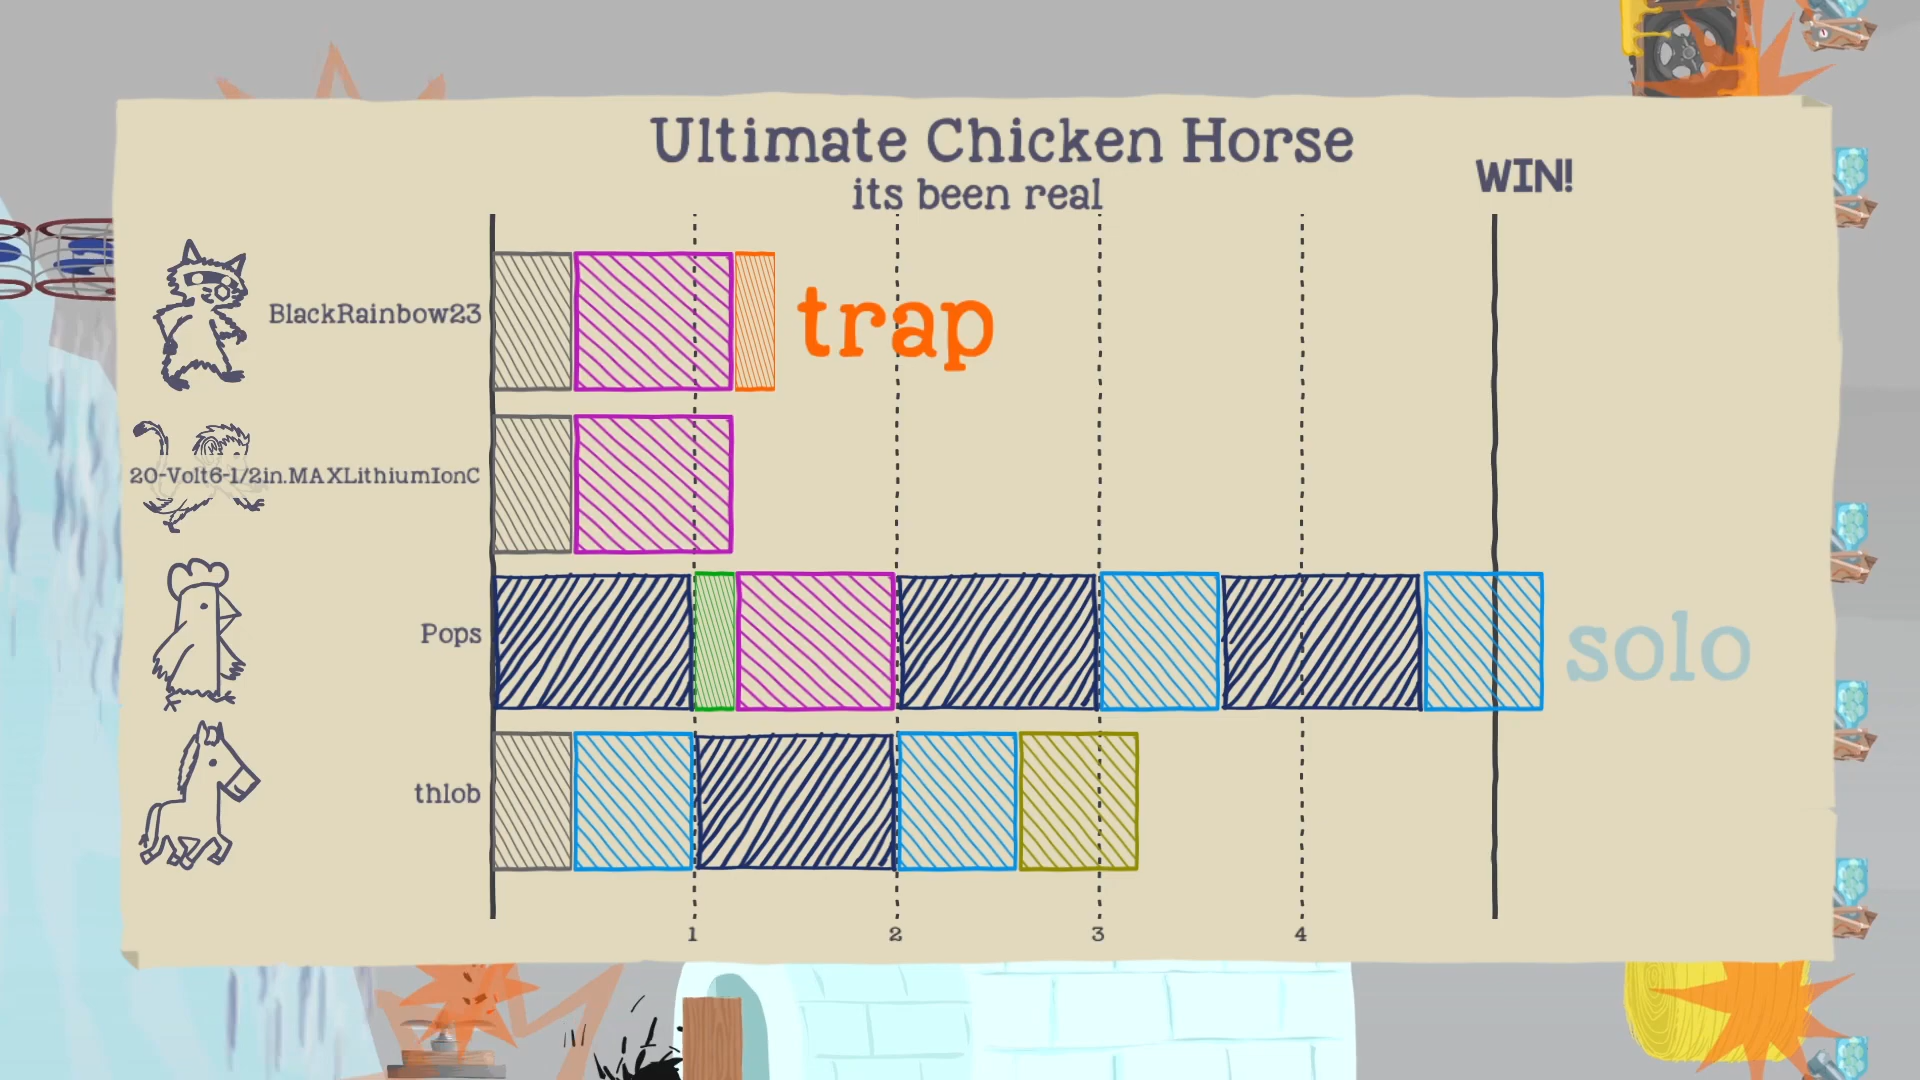 Ultimate Chicken Horse
its been real
WIN!
BlackRainbow23
trap
20-Volt6-1/2in.MAXLithiumIonC
Pops
solo
thlob
1 2 3 4